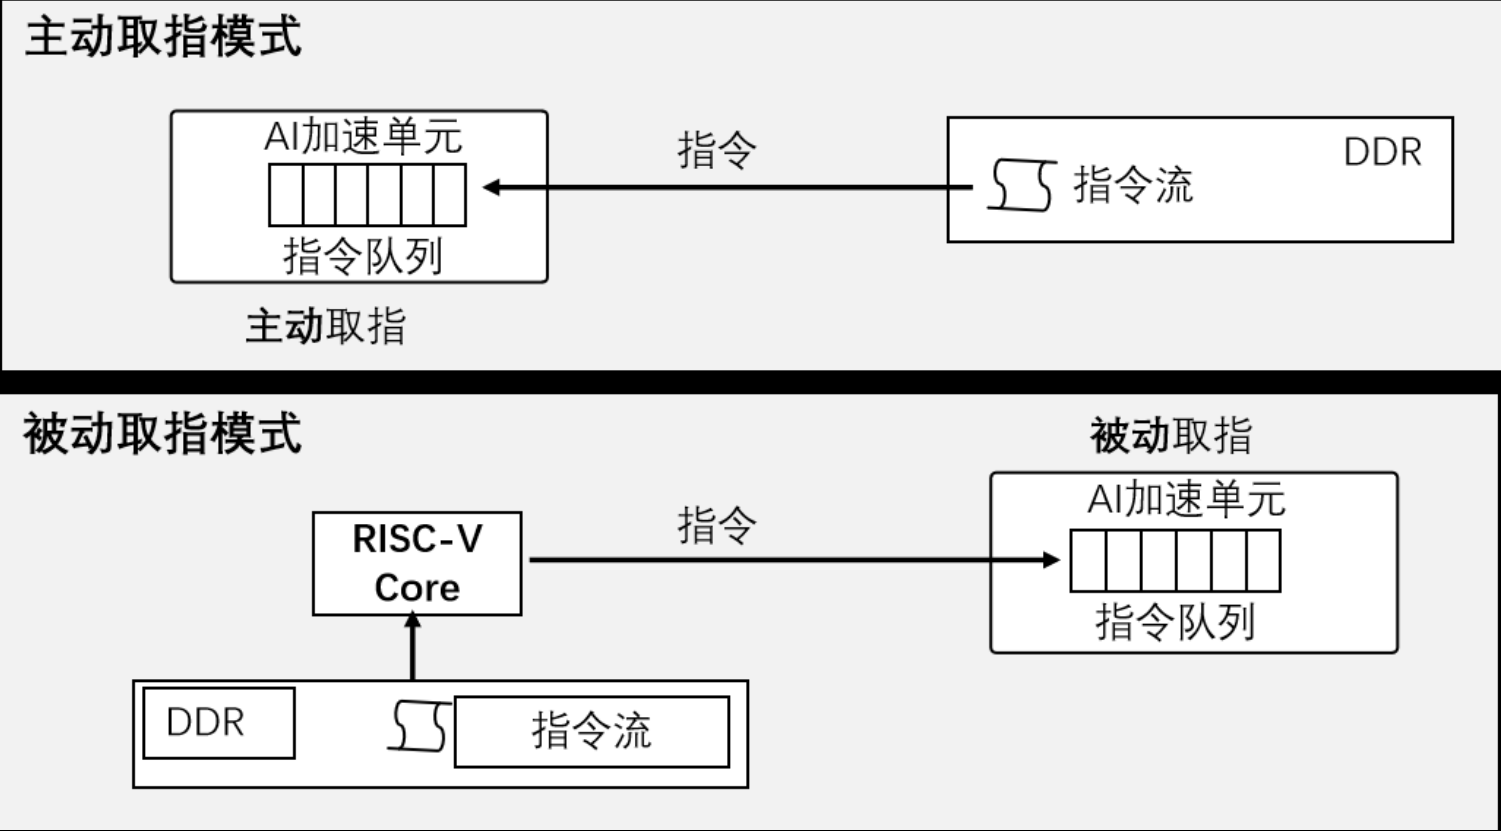 主动取指模式
AI加速单元
指令队列
主动取指
指令
DDR
指令流
被动取指模式
被动取指
RISC-V
Core
指令
AI加速单元
指令队列
DDR
指令流